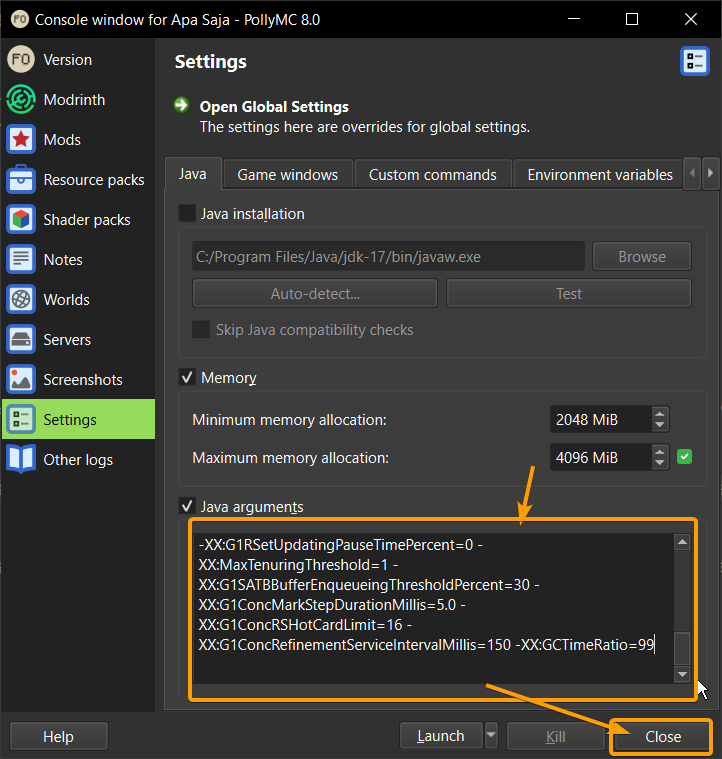 Console window for Apa Saja - PollyMC 8.0
FO Version
Modrinth
Mods
Resource packs
Shader packs
Notes
Worlds
Servers
Screenshots
Settings
Other logs
Settings
Open Global Settings
The settings here are overrides for global settings.
Java
Game windows
Custom commands
Environment variables
Java installation
C:/Program Files/Java/jdk-17/bin/javaw.exe
Browse
Auto-detect...
Test
Skip Java compatibility checks
Memory
Minimum memory allocation:
2048 MiB
Maximum memory allocation:
4096 MiB
Java arguments
-XX:G1RSetUpdatingPauseTimePercent=0 -
XX:MaxTenuringThreshold=1 -
XX:G1SATBBufferEnqueueingThresholdPercent=30 -
XX:G1ConcMarkStepDurationMillis=5.0 -
XX:G1ConcRSHotCardLimit=16 -
XX:G1ConcRefinementServiceIntervalMillis=150 -XX:GCTimeRatio=99
Help
Launch
Kill
Close